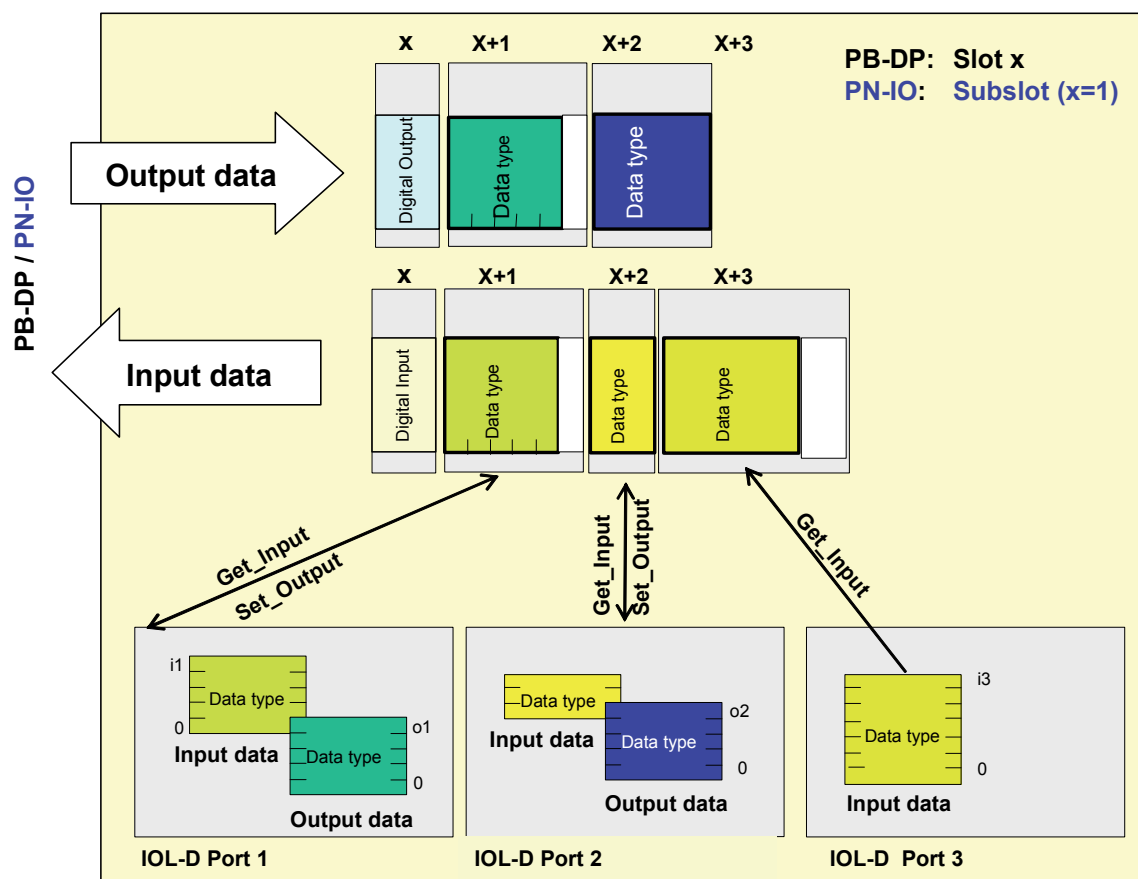 x X+1 X+2 X+3
PB-DP: Slot x
PN-IO: Subslot (x=1)
Output data
Digital Output
Data type
Data type
PB-DP / PN-IO
x X+1 X+2 X+3
Input data
Digital Input
Data type
Data type
Data type
Get_Input
Set_Output
Get_Input
Set_Output
Get_Input
i1
Data type
0
Input data
o1
Data type
0
Output data
Data type
Input data
o2
Data type
0
Output data
i3
Data type
0
Input data
IOL-D Port 1
IOL-D Port 2
IOL-D Port 3